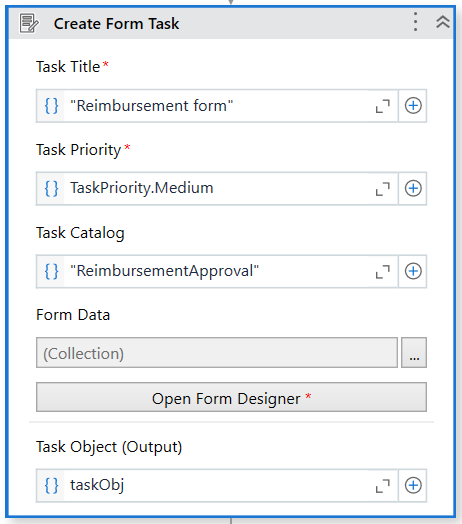 Create Form Task
Task Title*
{} "Reimbursement form"
Task Priority*
{} TaskPriority.Medium
Task Catalog
{} "ReimbursementApproval"
Form Data
(Collection) ...
Open Form Designer *
Task Object (Output)
{} taskObj